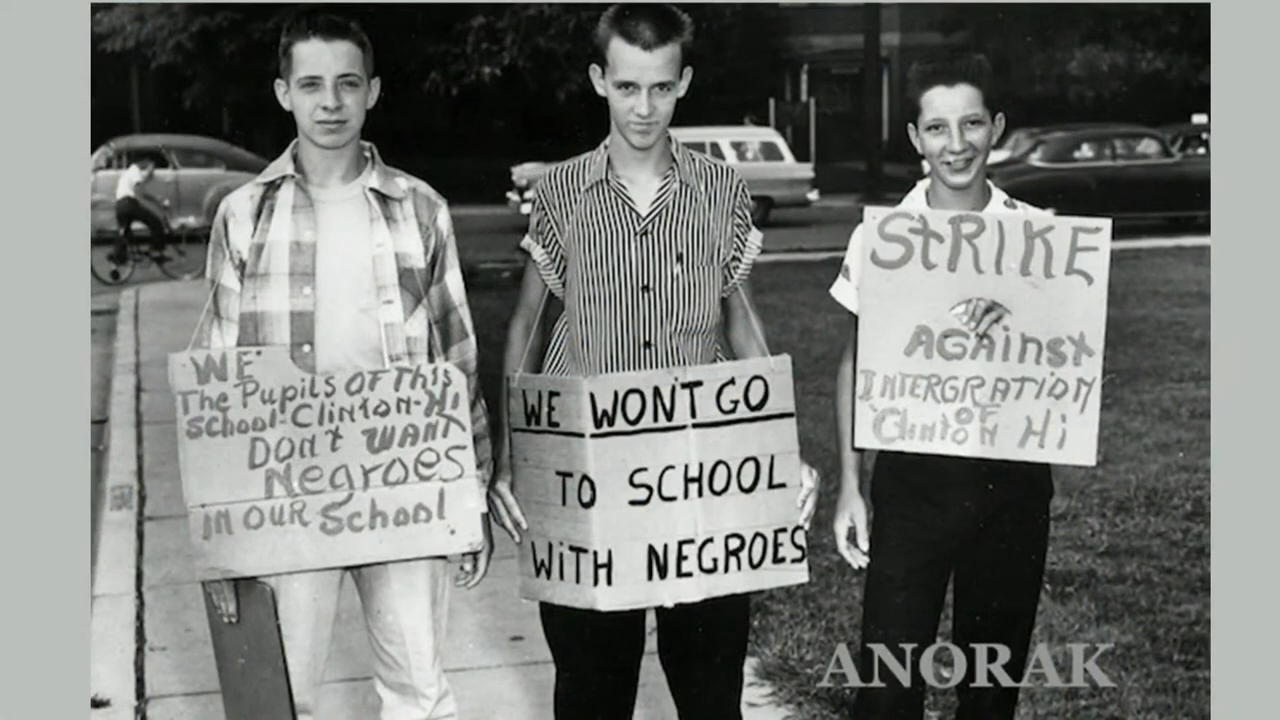 WE
The Pupils OF This
School-Clinton-Hi
DON'T WANT
Negroes
IN OUR School
WE WON'T GO
TO SCHOOL
WiTH NEGROES
StRIKE
AGAinst
INTERGRATiON
OF
Clinton Hi
ANORAK